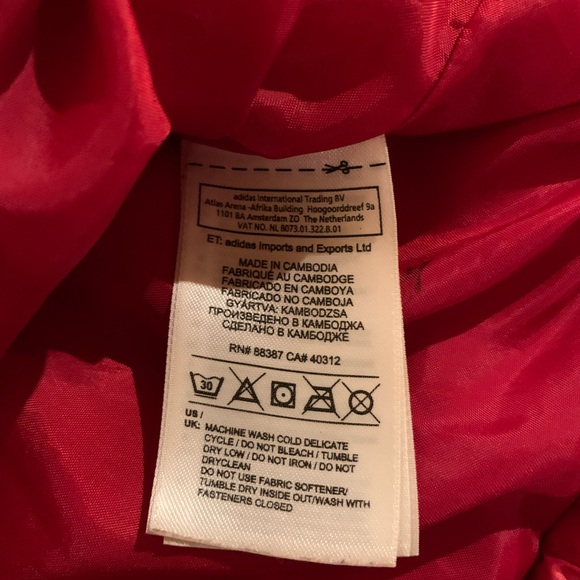 adidas International Trading BV
Atlas Arena -Afrika Building Hoogoorddreef 9a
1101 BA Amsterdam ZO The Netherlands
VAT NO. NL 8073.01.322.B.01
ET: adidas Imports and Exports Ltd
MADE IN CAMBODIA
FABRIQUÉ AU CAMBODGE
FABRICADO EN CAMBOYA
FABRICADO NO CAMBOJA
GYÁRTVA: KAMBODZSA
ПРОИЗВЕДЕНО В КАМБОДЖА
СДЕЛАНО В КАМБОДЖЕ
RN# 88387 CA# 40312
30
US /
UK: MACHINE WASH COLD DELICATE
CYCLE / DO NOT BLEACH / TUMBLE
DRY LOW / DO NOT IRON / DO NOT
DRYCLEAN
DO NOT USE FABRIC SOFTENER/
TUMBLE DRY INSIDE OUT/WASH WITH
FASTENERS CLOSED